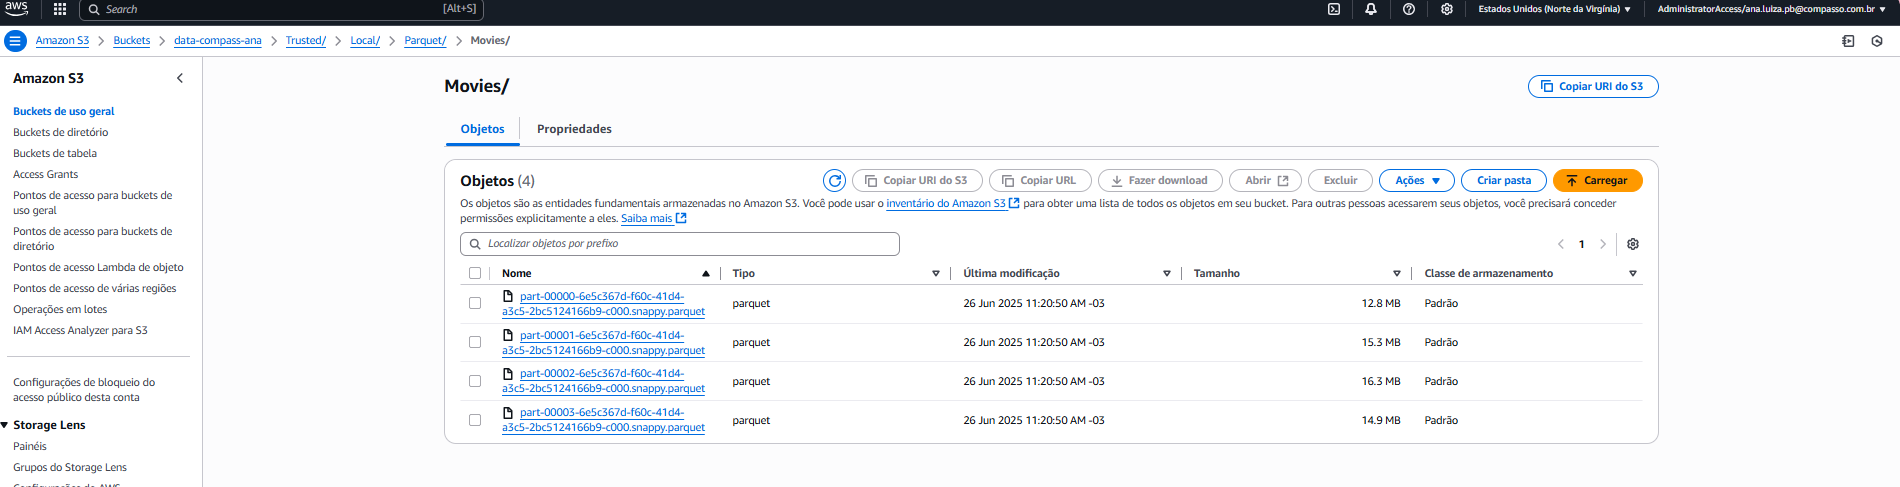 aws
Search
[Alt+S]
Estados Unidos (Norte da Virgínia) ▼
AdministratorAccess/ana.luiza.pb@compasso.com.br ▼
Amazon S3 > Buckets > data-compass-ana > Trusted/ > Local/ > Parquet/ > Movies/
Amazon S3
Buckets de uso geral
Buckets de diretório
Buckets de tabela
Access Grants
Pontos de acesso para buckets de
uso geral
Pontos de acesso para buckets de
diretório
Pontos de acesso Lambda de objeto
Pontos de acesso de várias regiões
Operações em lotes
IAM Access Analyzer para S3
Configurações de bloqueio do
acesso público desta conta
▼ Storage Lens
Painéis
Grupos do Storage Lens
Configurações do AWS
Movies/
Copiar URI do S3
Objetos
Propriedades
Objetos (4)
Copiar URI do S3
Copiar URL
Fazer download
Abrir
Excluir
Ações ▼
Criar pasta
Carregar
Os objetos são as entidades fundamentais armazenadas no Amazon S3. Você pode usar o inventário do Amazon S3 para obter uma lista de todos os objetos em seu bucket. Para outras pessoas acessarem seus objetos, você precisará conceder
permissões explicitamente a eles. Saiba mais
Localizar objetos por prefixo
1
Nome
Tipo
Última modificação
Tamanho
Classe de armazenamento
part-00000-6e5c367d-f60c-41d4-
a3c5-2bc5124166b9-c000.snappy.parquet
parquet
26 Jun 2025 11:20:50 AM -03
12.8 MB
Padrão
part-00001-6e5c367d-f60c-41d4-
a3c5-2bc5124166b9-c000.snappy.parquet
parquet
26 Jun 2025 11:20:50 AM -03
15.3 MB
Padrão
part-00002-6e5c367d-f60c-41d4-
a3c5-2bc5124166b9-c000.snappy.parquet
parquet
26 Jun 2025 11:20:50 AM -03
16.3 MB
Padrão
part-00003-6e5c367d-f60c-41d4-
a3c5-2bc5124166b9-c000.snappy.parquet
parquet
26 Jun 2025 11:20:50 AM -03
14.9 MB
Padrão